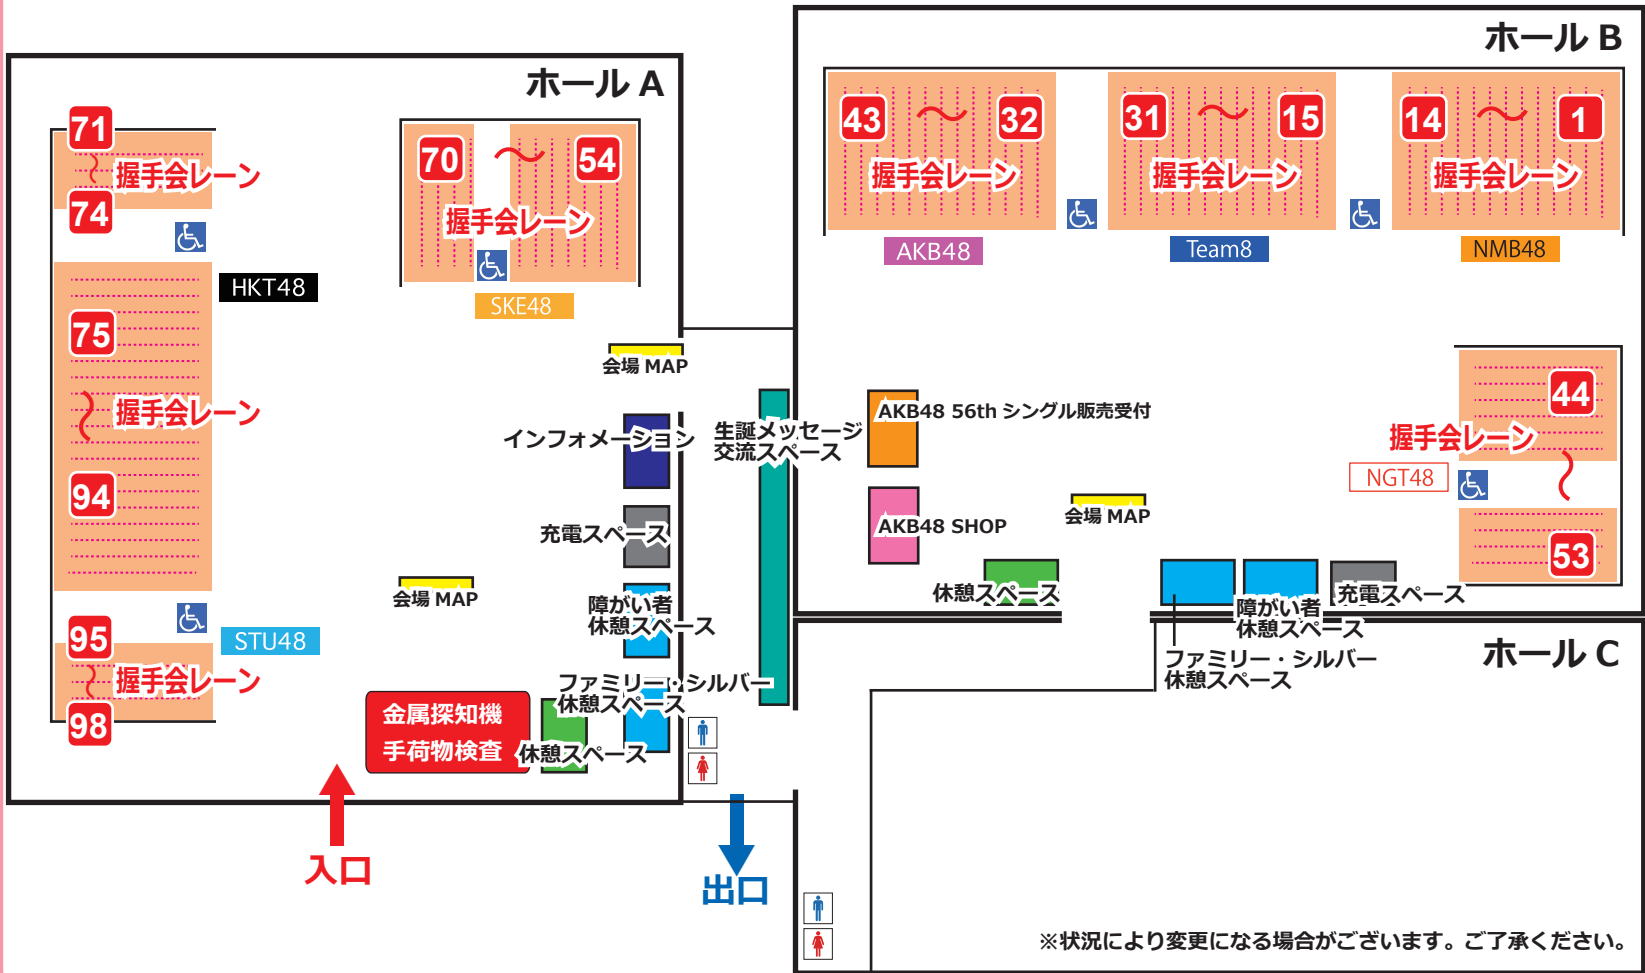 ホール A
71
握手会レーン
74
70
54
握手会レーン
SKE48
HKT48
75
握手会レーン
94
会場 MAP
インフォメーション
充電スペース
会場 MAP
障がい者
休憩スペース
95
STU48
握手会レーン
98
ファミリー・シルバー
休憩スペース
金属探知機
手荷物検査
休憩スペース
入口
出口
生誕メッセージ
交流スペース
ホール B
43
32
握手会レーン
AKB48
31
15
握手会レーン
Team8
14
1
握手会レーン
NMB48
AKB48 56th シングル販売受付
AKB48 SHOP
会場 MAP
44
握手会レーン
NGT48
53
休憩スペース
充電スペース
障がい者
休憩スペース
ファミリー・シルバー
休憩スペース
ホール C
※状況により変更になる場合がございます。ご了承ください。